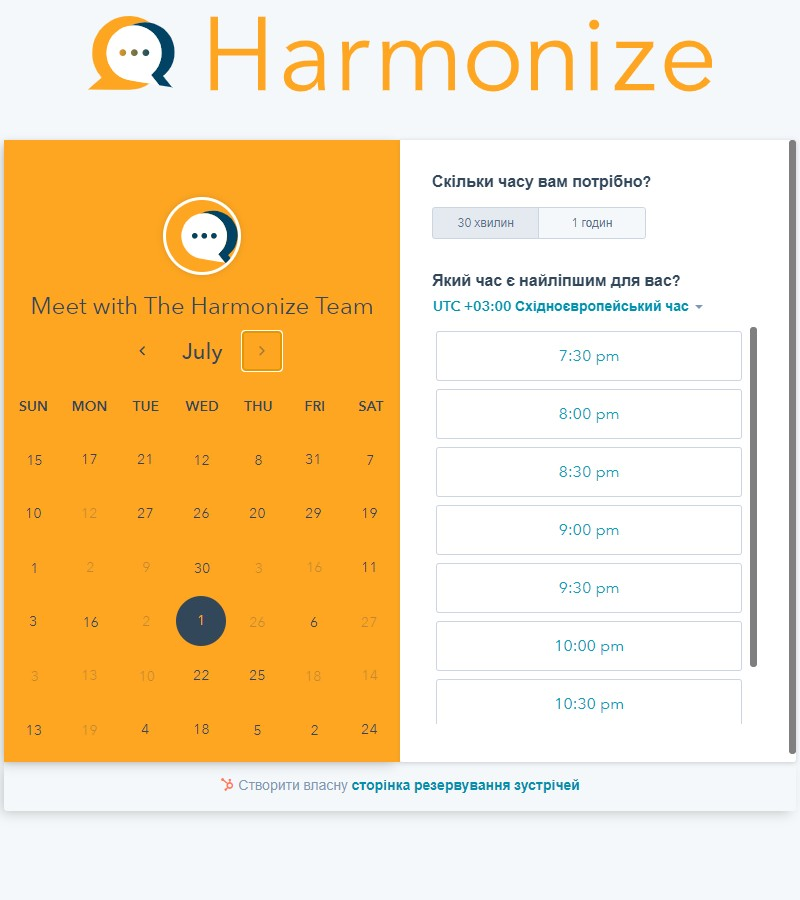 Harmonize
Meet with The Harmonize Team
July
SUN MON TUE WED THU FRI SAT
15 17 21 12 8 31 7
10 12 27 26 20 29 19
1 2 9 30 3 16 11
3 16 2 1 26 6 27
3 13 10 22 25 18 14
13 19 4 18 5 2 24
Скільки часу вам потрібно?
30 хвилин 1 годин
Який час є найліпшим для вас?
UTC +03:00 Східноєвропейський час
7:30 pm
8:00 pm
8:30 pm
9:00 pm
9:30 pm
10:00 pm
10:30 pm
Створити власну сторінка резервування зустрічей